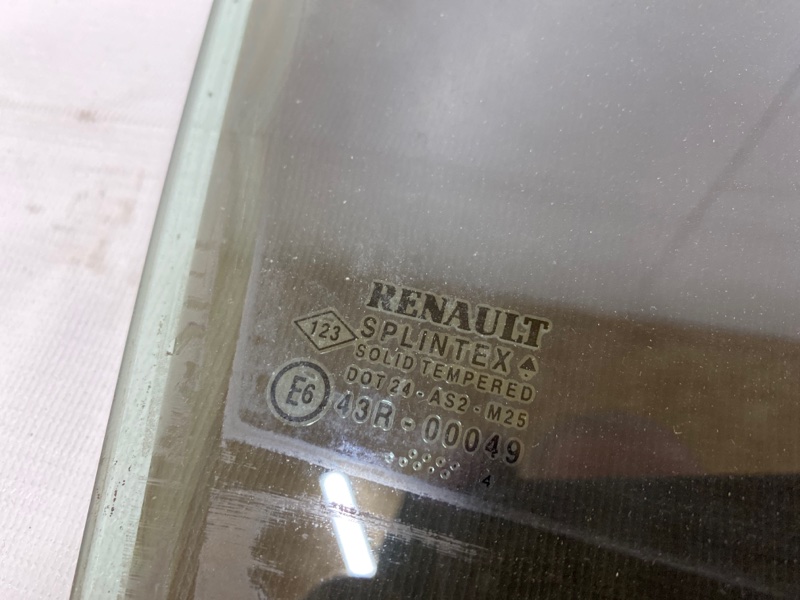 RENAULT
123 SPLINTEX
SOLID TEMPERED
DOT 24 - AS2 - M25
E6 43R - 00049
4